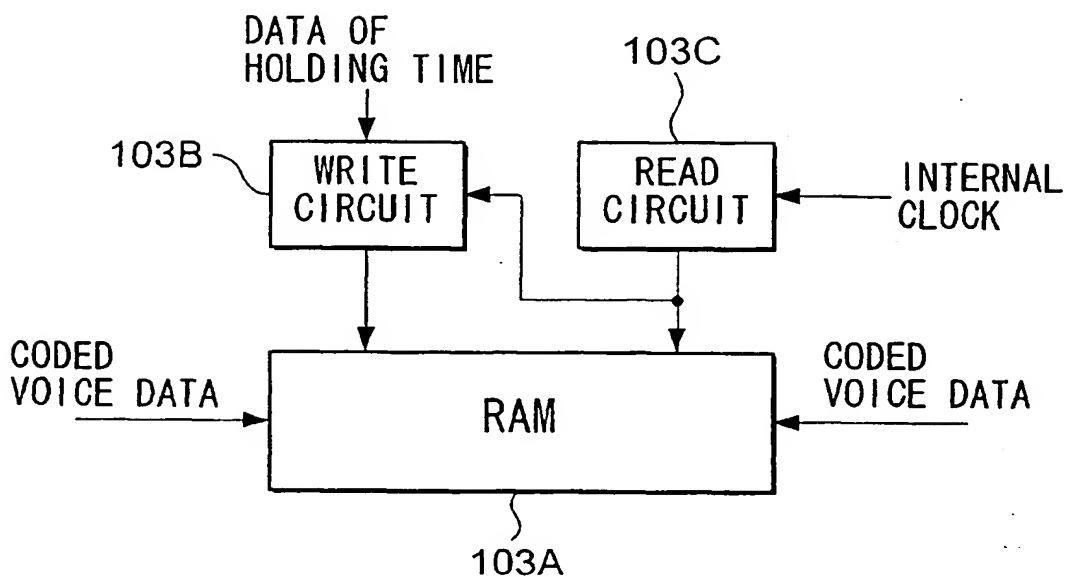 DATA OF
HOLDING TIME
103C
103B
WRITE
CIRCUIT
READ
CIRCUIT
INTERNAL
CLOCK
CODED
VOICE DATA
RAM
CODED
VOICE DATA
103A